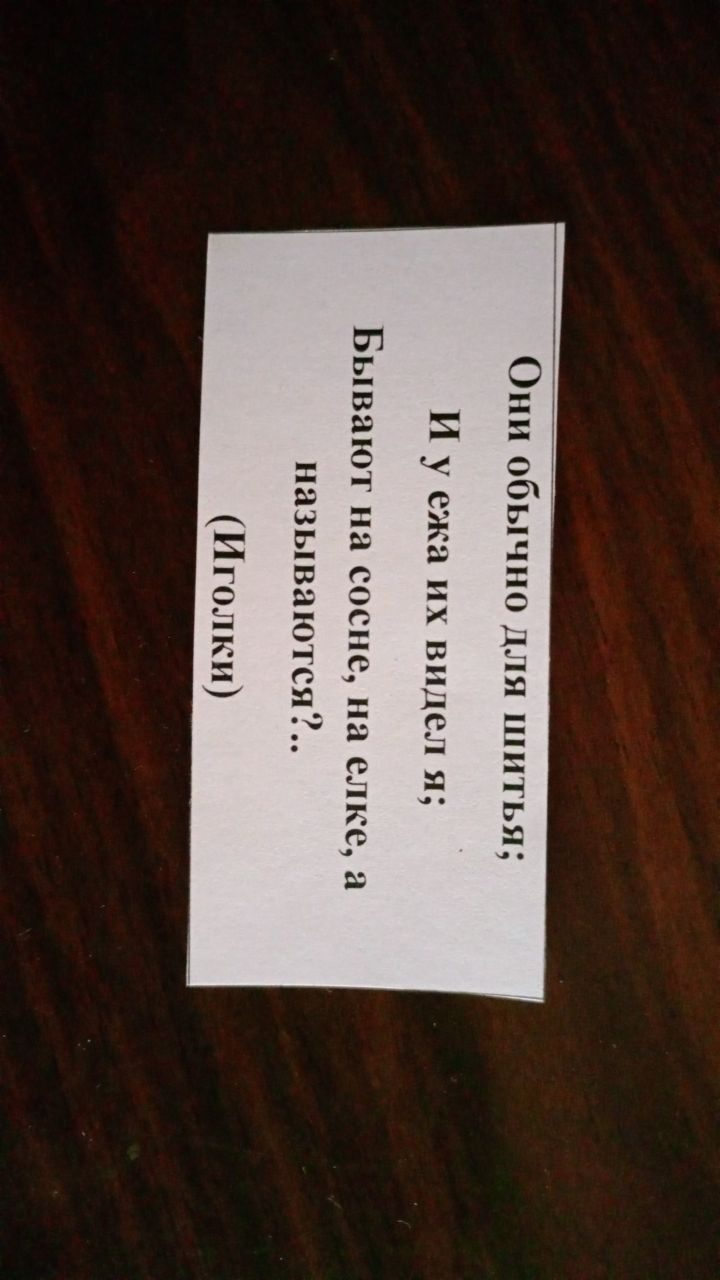 Они обычно для шитья;
И у ежа их видел я;
Бывают на сосне, на елке, а
называются?..
(Иголки)